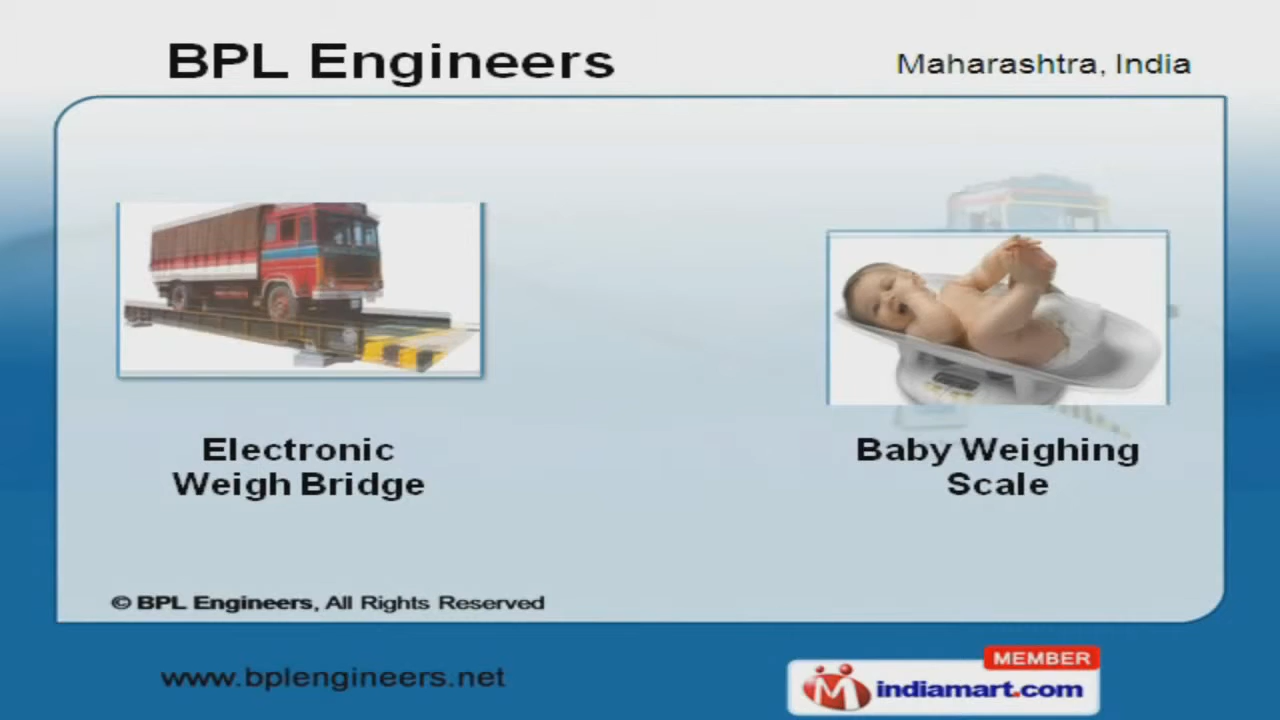 BPL Engineers
Maharashtra, India
Electronic
Weigh Bridge
Baby Weighing
Scale
© BPL Engineers, All Rights Reserved
www.bplengineers.net
MEMBER
indiamart.com